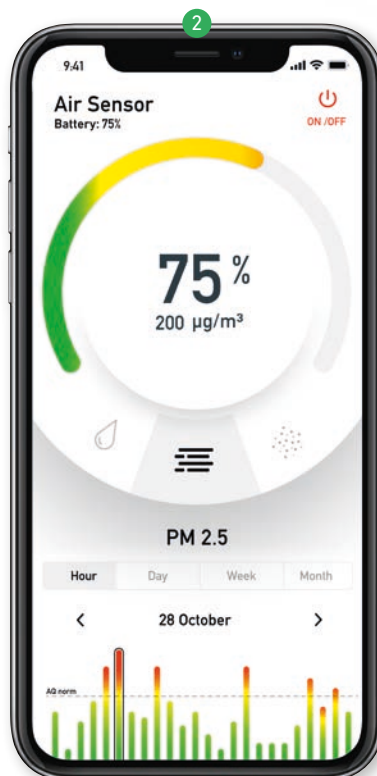 2
9:41
Air Sensor
Battery: 75%
ON /OFF
75 %
200 µg/m³
PM 2.5
Hour Day Week Month
28 October
AQ norm